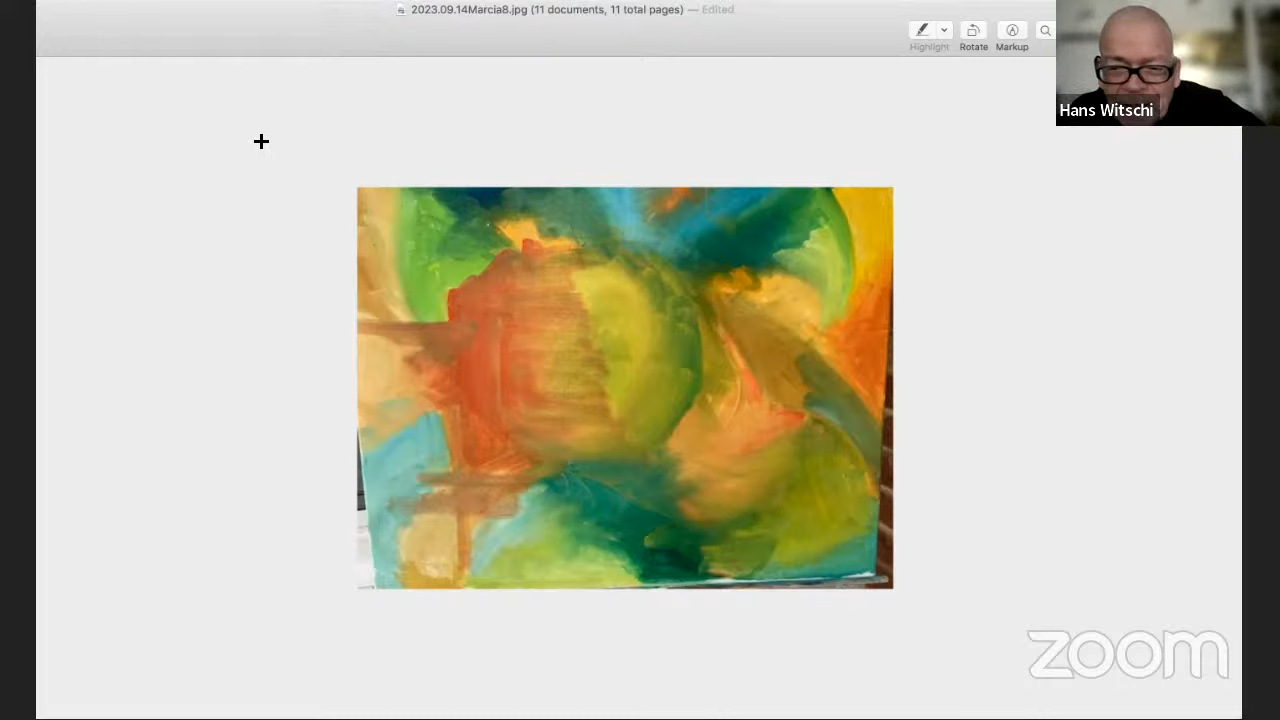 2023.09.14Marcia8.jpg (11 documents, 11 total pages) — Edited
Highlight
Rotate
Markup
Hans Witschi
zoom